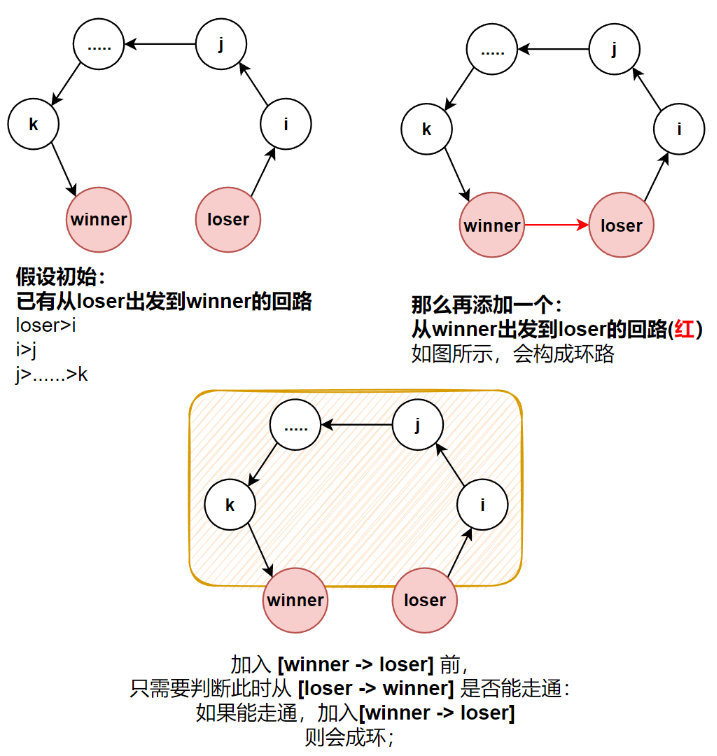 .....
j
k
i
winner
loser
假设初始：
已有从loser出发到winner的回路
loser>i
i>j
j>......>k
.....
j
k
i
winner
loser
那么再添加一个：
从winner出发到loser的回路(红)
如图所示，会构成环路
.....
j
k
i
winner
loser
加入 [winner -> loser] 前，
只需要判断此时从 [loser -> winner] 是否能走通：
如果能走通，加入[winner -> loser]
则会成环；